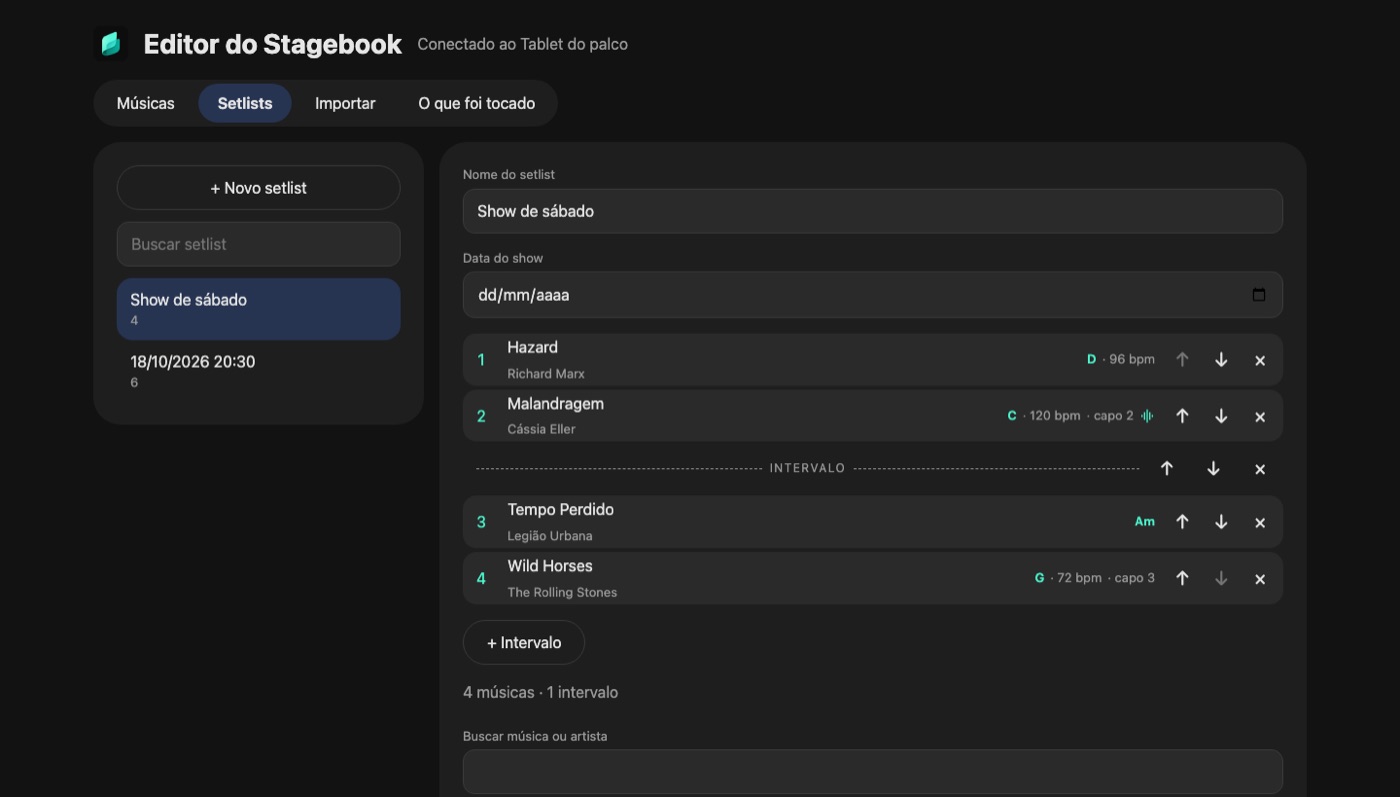 Editor do Stagebook Conectado ao Tablet do palco
Músicas Setlists Importar O que foi tocado
+ Novo setlist
Buscar setlist
Show de sábado
4
18/10/2026 20:30
6
Nome do setlist
Show de sábado
Data do show
dd/mm/aaaa
1 Hazard D · 96 bpm ↑ ↓ ×
Richard Marx
2 Malandragem C · 120 bpm · capo 2 ↑ ↓ ×
Cássia Eller
INTERVALO ↑ ↓ ×
3 Tempo Perdido Am ↑ ↓ ×
Legião Urbana
4 Wild Horses G · 72 bpm · capo 3 ↑ ↓ ×
The Rolling Stones
+ Intervalo
4 músicas · 1 intervalo
Buscar música ou artista